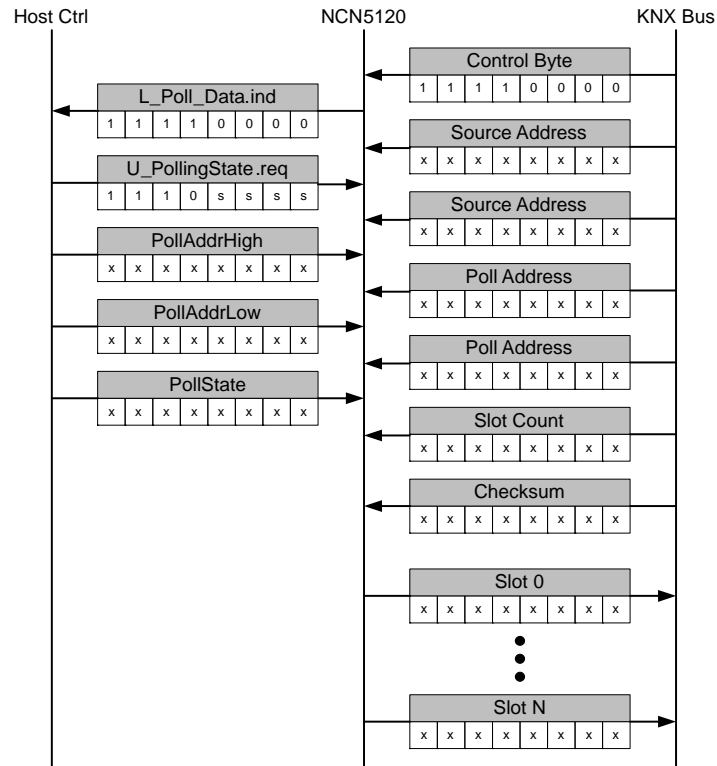 Host Ctrl NCN5120 KNX Bus
Control Byte
1 1 1 1 0 0 0 0
L_Poll_Data.ind
1 1 1 1 0 0 0 0
Source Address
x x x x x x x x
U_PollingState.req
1 1 1 0 s s s s
Source Address
x x x x x x x x
PollAddrHigh
x x x x x x x x
Poll Address
x x x x x x x x
PollAddrLow
x x x x x x x x
Poll Address
x x x x x x x x
PollState
x x x x x x x x
Slot Count
x x x x x x x x
Checksum
x x x x x x x x
Slot 0
x x x x x x x x
Slot N
x x x x x x x x